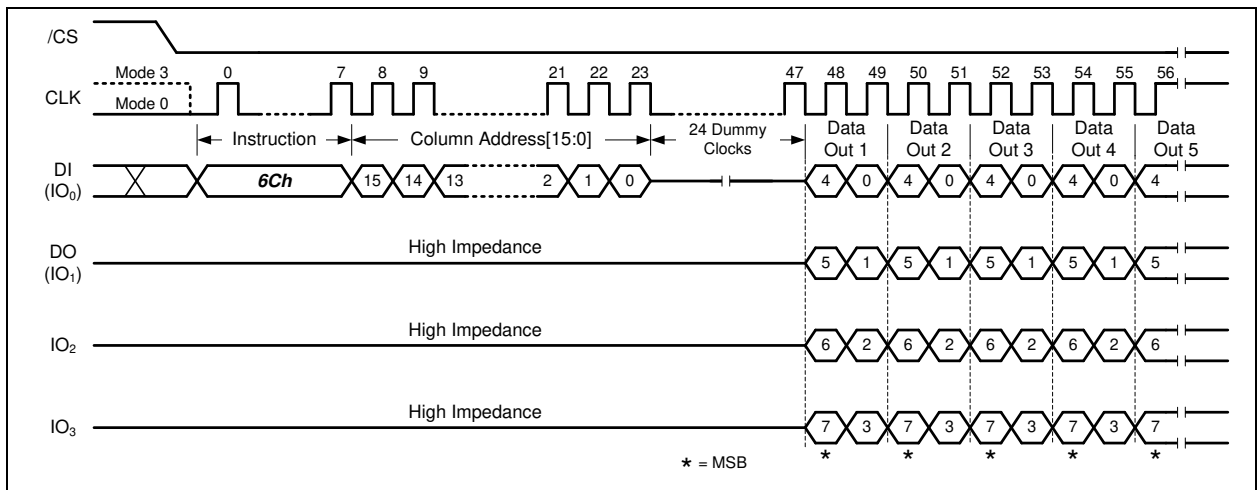 /CS
Mode 3 0 7 8 9 21 22 23 47 48 49 50 51 52 53 54 55 56
CLK
Mode 0
Instruction Column Address[15:0] 24 Dummy Clocks Data Out 1 Data Out 2 Data Out 3 Data Out 4 Data Out 5
DI (IO0) 6Ch 15 14 13 2 1 0 4 0 4 0 4 0 4 0 4
High Impedance
DO (IO1) 5 1 5 1 5 1 5 1 5
High Impedance
IO2 6 2 6 2 6 2 6 2 6
High Impedance
IO3 7 3 7 3 7 3 7 3 7
* * * * *
* = MSB